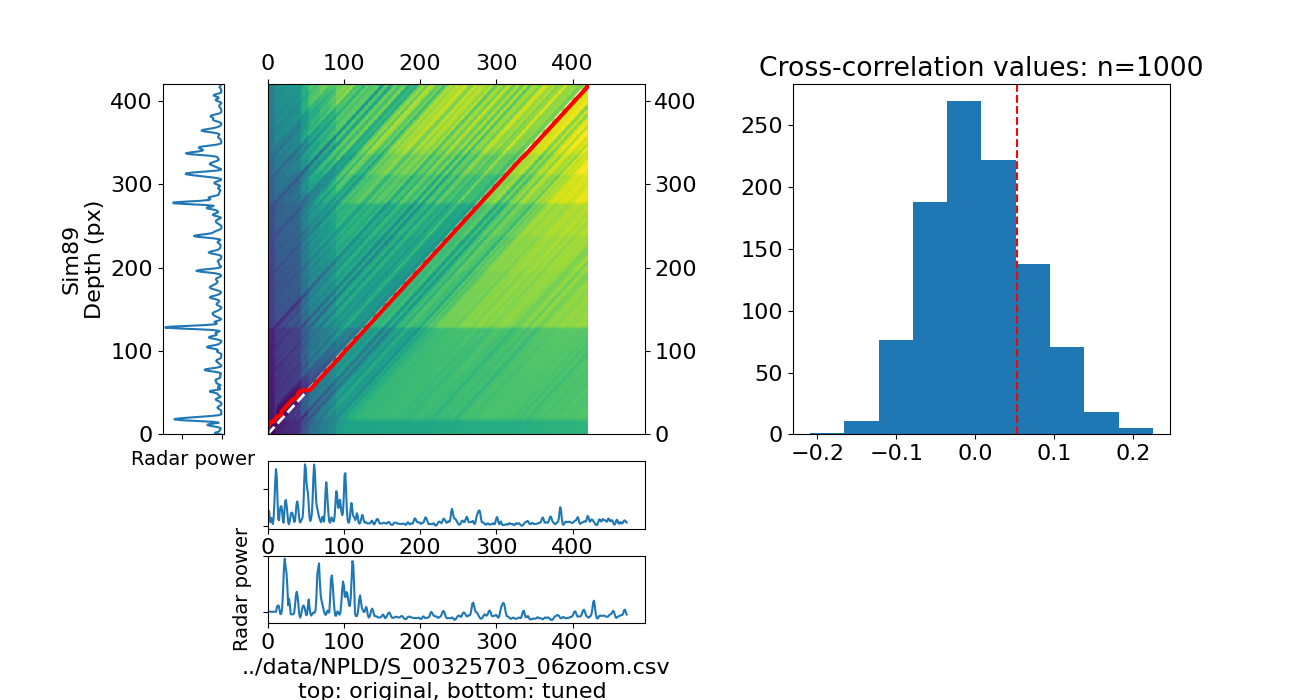 Cross-correlation values: n=1000
0 100 200 300 400
400
300
200
100
0
Sim89
Depth (px)
400
300
200
100
0
Radar power
250
200
150
100
50
0
−0.2 −0.1 0.0 0.1 0.2
0 100 200 300 400
Radar power
0 100 200 300 400
../data/NPLD/S_00325703_06zoom.csv
top: original, bottom: tuned